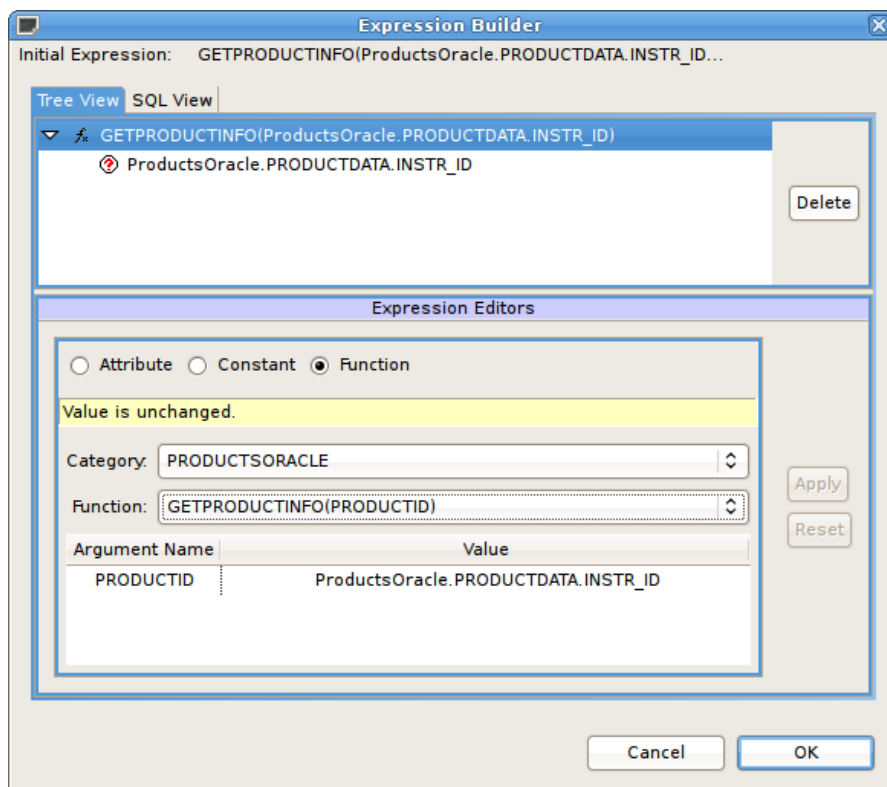 Expression Builder
Initial Expression: GETPRODUCTINFO(ProductsOracle.PRODUCTDATA.INSTR_ID...
Tree View SQL View
GETPRODUCTINFO(ProductsOracle.PRODUCTDATA.INSTR_ID)
ProductsOracle.PRODUCTDATA.INSTR_ID
Delete
Expression Editors
Attribute Constant Function
Value is unchanged.
Category: PRODUCTSORACLE
Function: GETPRODUCTINFO(PRODUCTID)
Apply
Reset
Argument Name Value
PRODUCTID ProductsOracle.PRODUCTDATA.INSTR_ID
Cancel OK